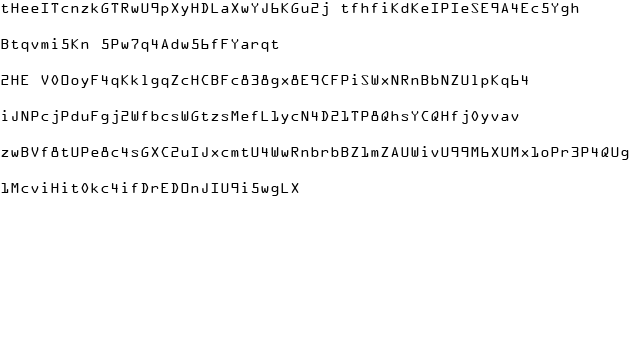 tHeeITcnzkGTRwU9pXyHDLaXwYJ6KGu2j tfhfiKdKeIPIeSE9A4Ec5Ygh
Btqvmi5Kn 5Pw7q4Adw56fFYarqt
2HE V0OoyF4qKk1gqZcHCBFc838gx8E9CFPiSWxNRnBbNZU1pKq64
iJNPcjPduFgj2WfbcsWGtzsMefL1ycN4D21TP8QhsYCQHfj0yvav
zwBVf8tUPe8c4sGXC2uIJxcmtU4WwRnbrbBZ1mZAUWivU99M6XUMx1oPr3P4QUg
1McviHit0kc4ifDrEDOnJIU9i5wgLX